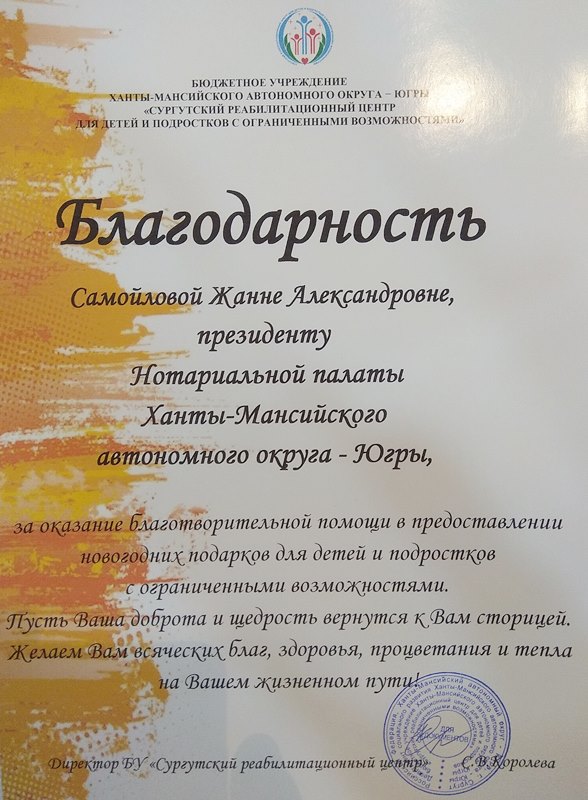 БЮДЖЕТНОЕ УЧРЕЖДЕНИЕ
ХАНТЫ-МАНСИЙСКОГО АВТОНОМНОГО ОКРУГА – ЮГРЫ
«СУРГУТСКИЙ РЕАБИЛИТАЦИОННЫЙ ЦЕНТР
ДЛЯ ДЕТЕЙ И ПОДРОСТКОВ С ОГРАНИЧЕННЫМИ ВОЗМОЖНОСТЯМИ»
Благодарность
Самойловой Жанне Александровне,
президенту
Нотариальной палаты
Ханты-Мансийского
автономного округа - Югры,
за оказание благотворительной помощи в предоставлении
новогодних подарков для детей и подростков
с ограниченными возможностями.
Пусть Ваша доброта и щедрость вернутся к Вам сторицей.
Желаем Вам всяческих благ, здоровья, процветания и тепла
на Вашем жизненном пути!
Директор БУ «Сургутский реабилитационный центр» С.В.Королева